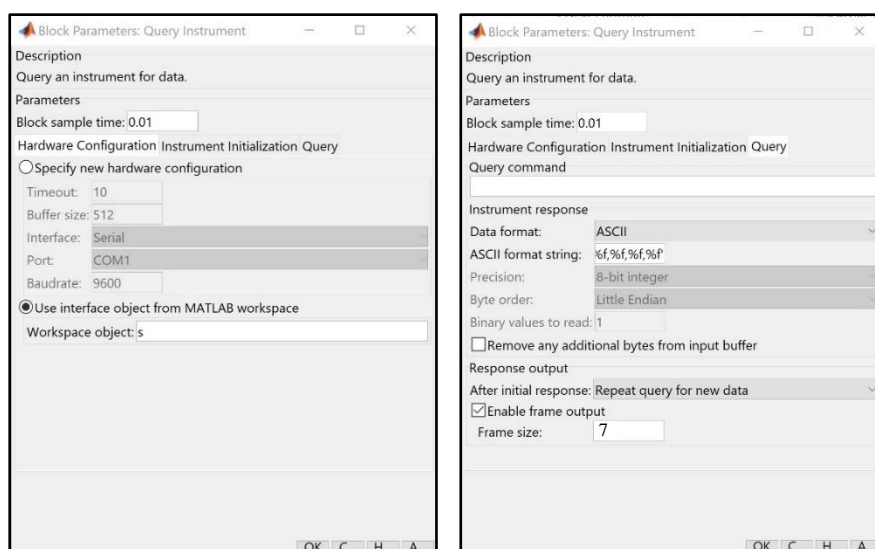 Block Parameters: Query Instrument
Description
Query an instrument for data.
Parameters
Block sample time: 0.01
Hardware Configuration Instrument Initialization Query
Specify new hardware configuration
Timeout: 10
Buffer size: 512
Interface: Serial
Port: COM1
Baudrate: 9600
Use interface object from MATLAB workspace
Workspace object: s
OK C H A
Block Parameters: Query Instrument
Description
Query an instrument for data.
Parameters
Block sample time: 0.01
Hardware Configuration Instrument Initialization Query
Query command
Instrument response
Data format: ASCII
ASCII format string: %f,%f,%f,%f'
Precision: 8-bit integer
Byte order: Little Endian
Binary values to read: 1
Remove any additional bytes from input buffer
Response output
After initial response: Repeat query for new data
Enable frame output
Frame size: 7
OK C H A